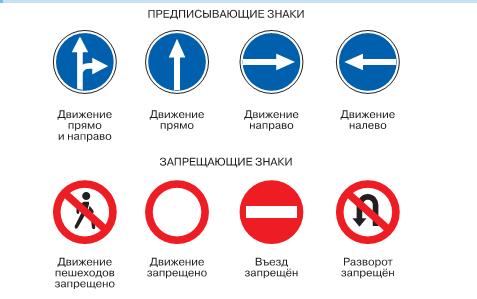 ПРЕДПИСЫВАЮЩИЕ ЗНАКИ
Движение
прямо
и направо
Движение
прямо
Движение
направо
Движение
налево
ЗАПРЕЩАЮЩИЕ ЗНАКИ
Движение
пешеходов
запрещено
Движение
запрещено
Въезд
запрещён
Разворот
запрещён